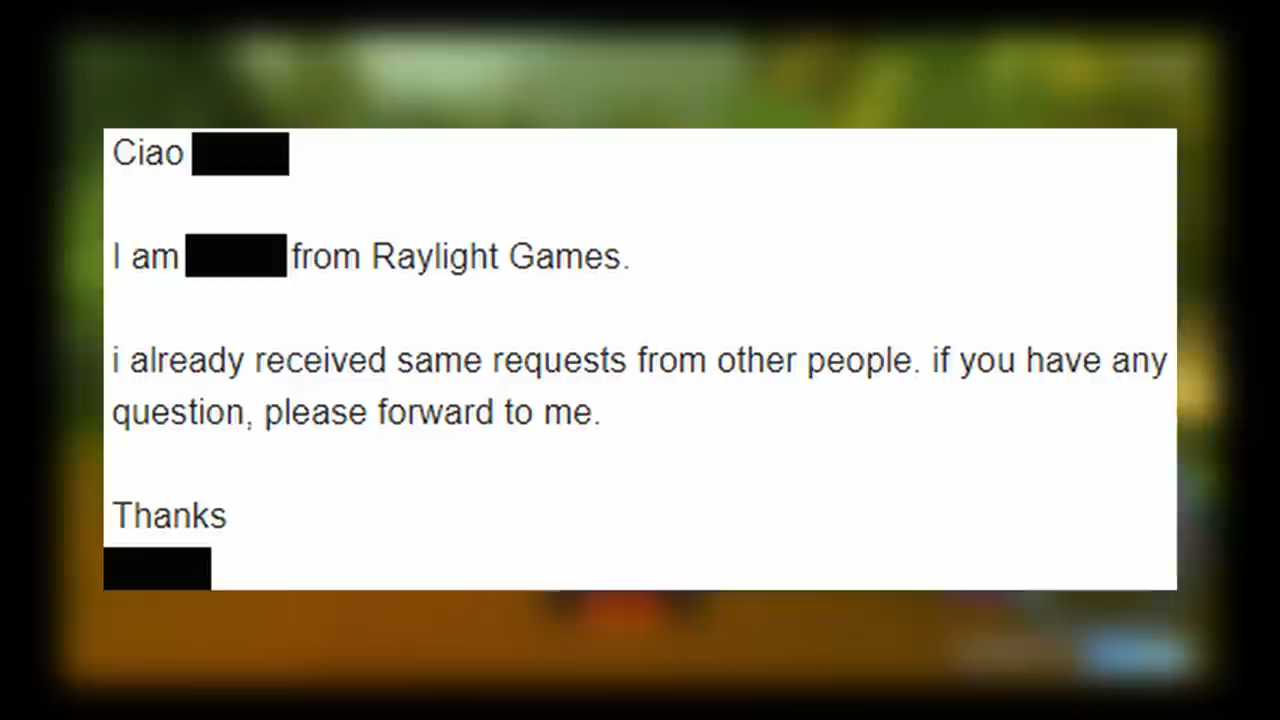 Ciao
I am from Raylight Games.
i already received same requests from other people. if you have any
question, please forward to me.
Thanks